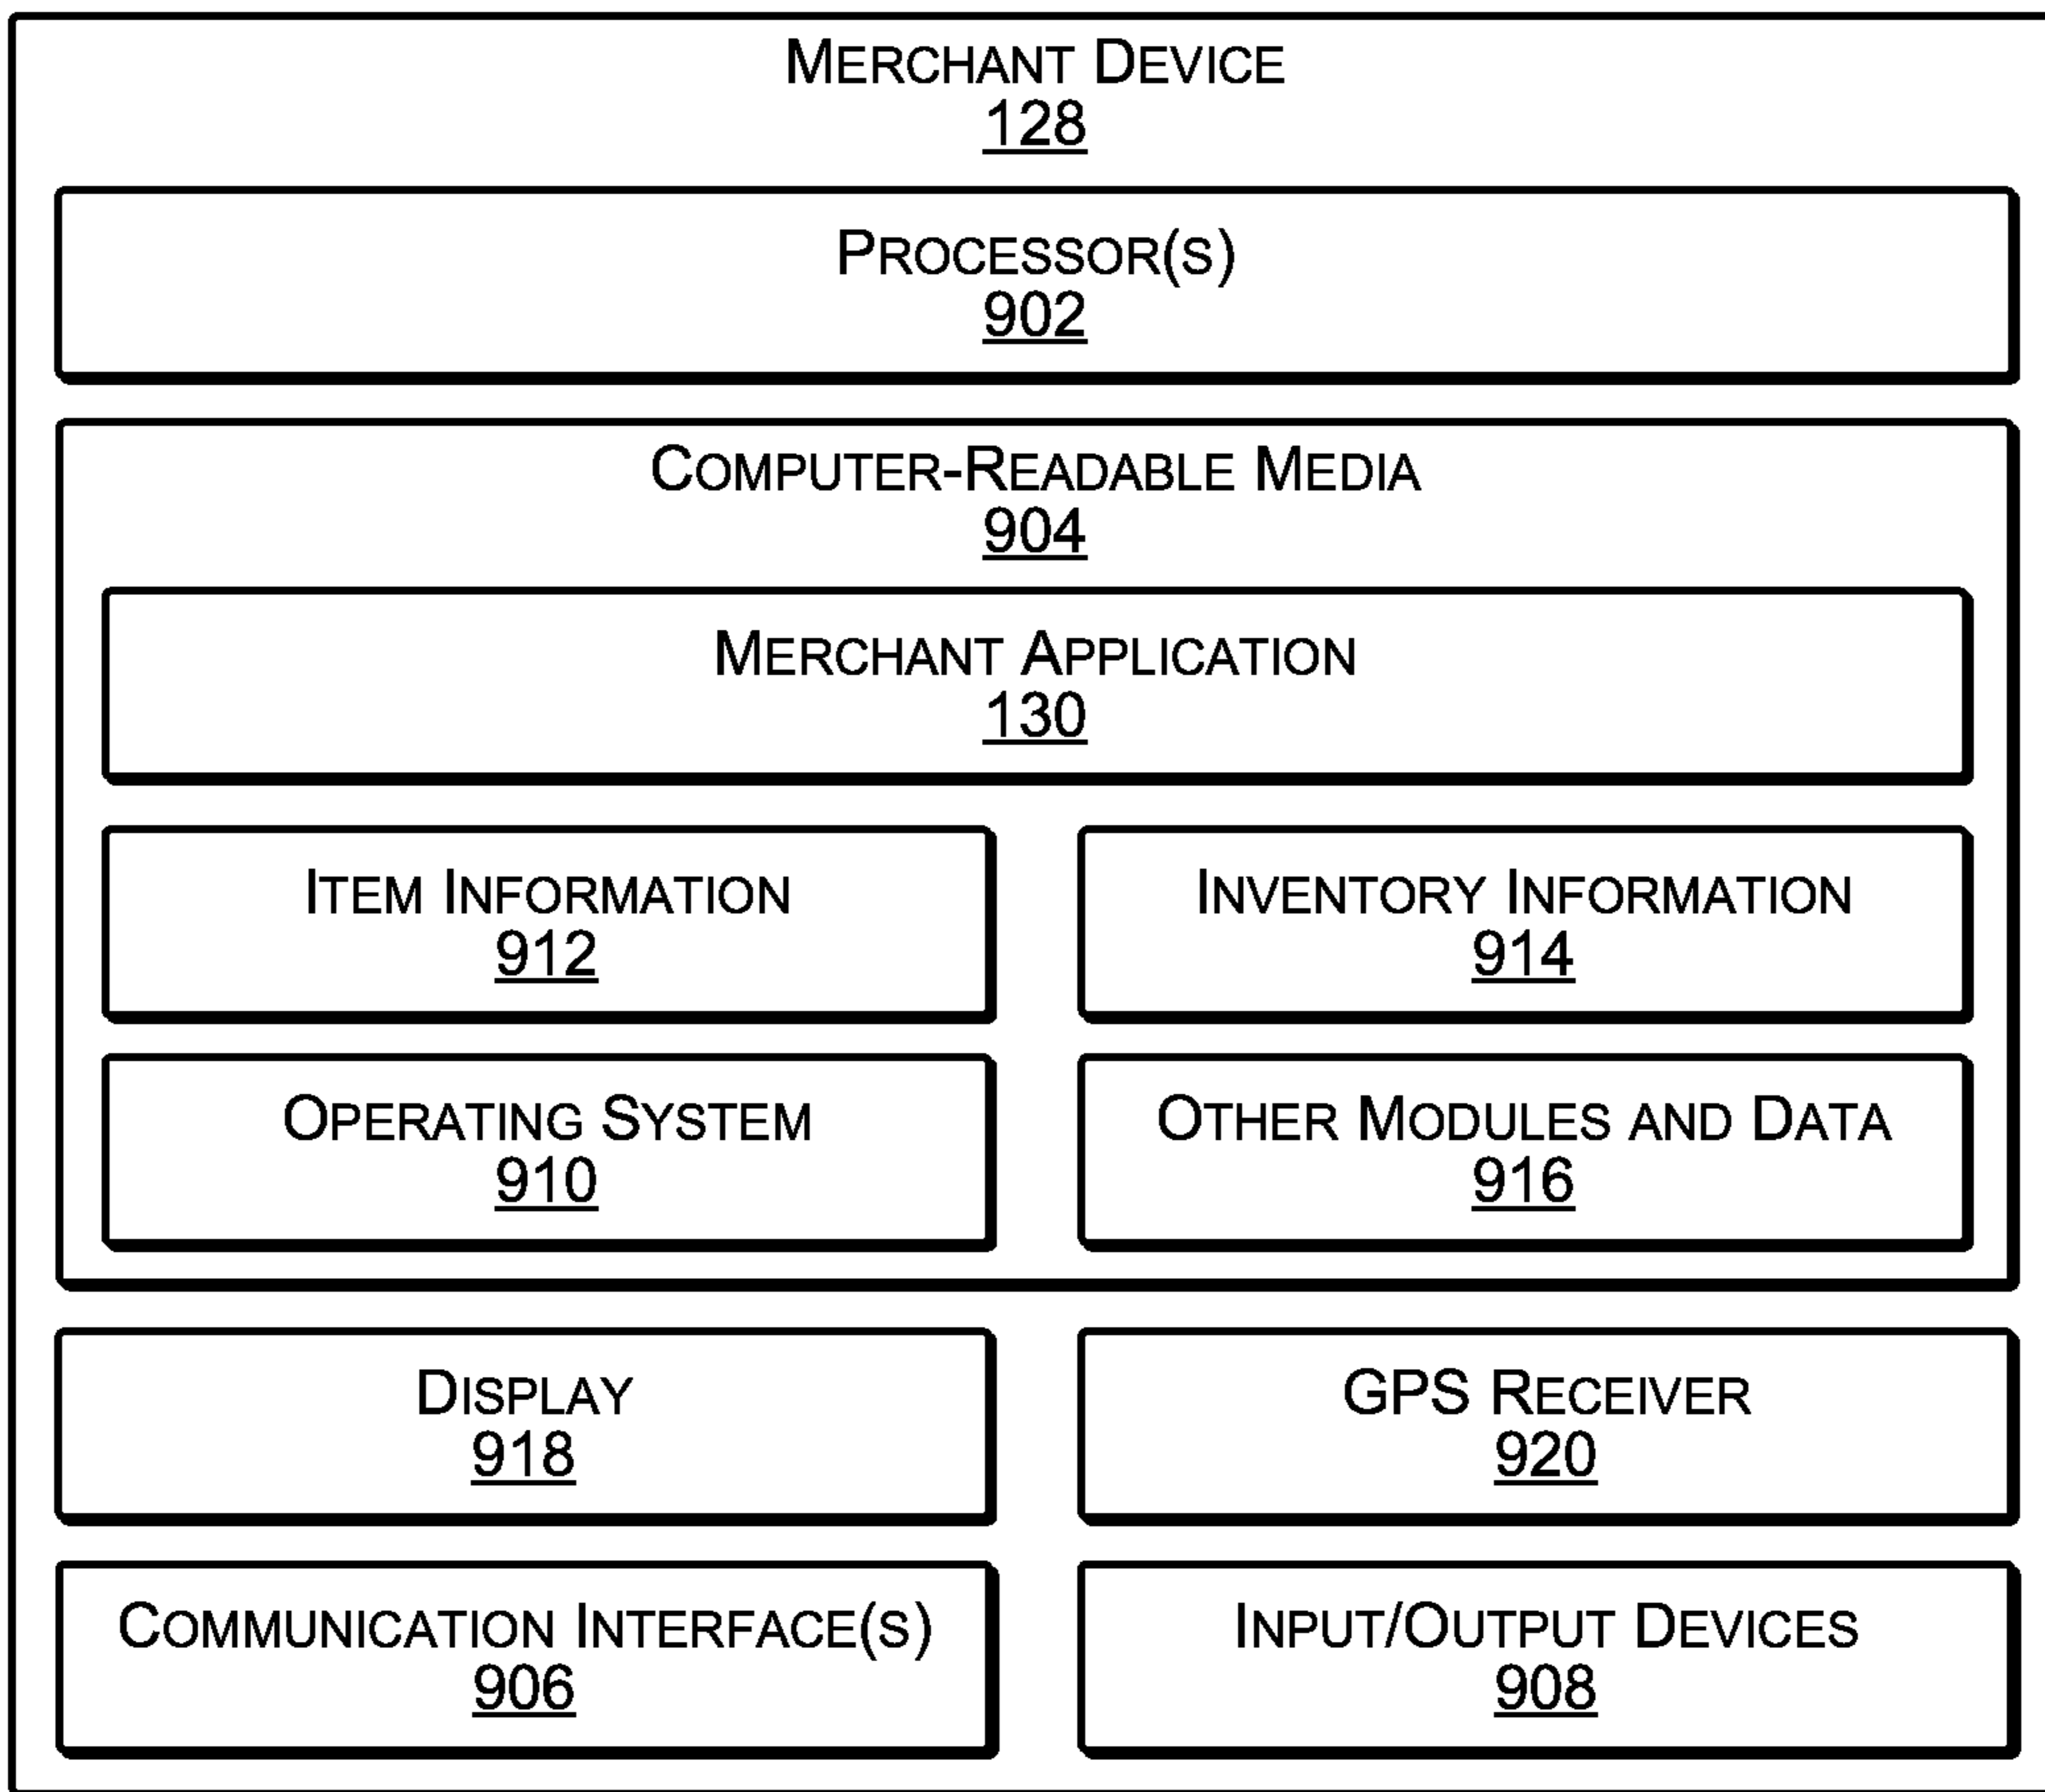 MERCHANT DEVICE
128
PROCESSOR(S)
902
COMPUTER-READABLE MEDIA
904
MERCHANT APPLICATION
130
ITEM INFORMATION
912
INVENTORY INFORMATION
914
OPERATING SYSTEM
910
OTHER MODULES AND DATA
916
DISPLAY
918
GPS RECEIVER
920
COMMUNICATION INTERFACE(S)
906
INPUT/OUTPUT DEVICES
908